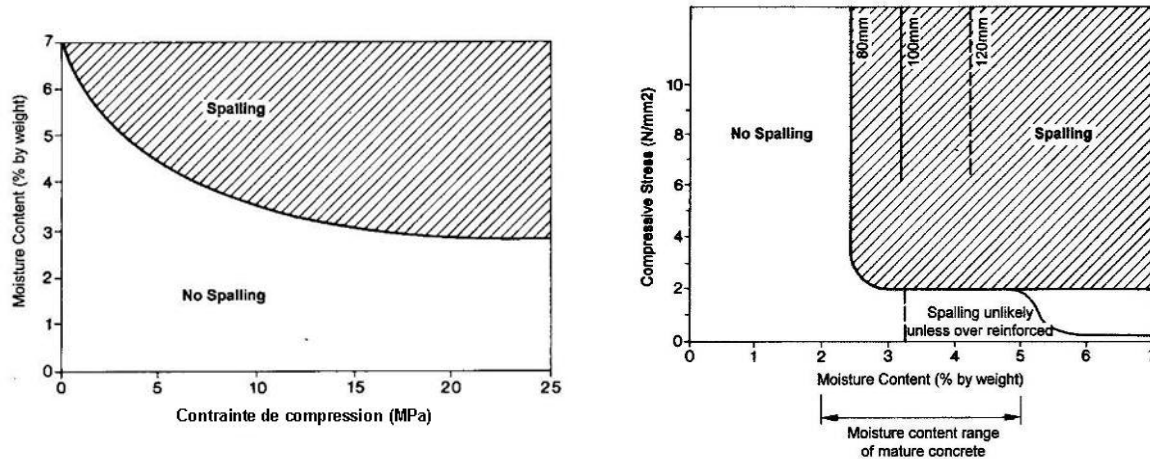 Moisture Content (% by weight)
7
6
5
4
3
2
1
0
Spalling
No Spalling
0 5 10 15 20 25
Contrainte de compression (MPa)
Compressive Stress (N/mm2)
10
8
6
4
2
0
80mm
100mm
120mm
No Spalling
Spalling
Spalling unlikely
unless over reinforced
0 1 2 3 4 5 6 7
Moisture Content (% by weight)
Moisture content range
of mature concrete